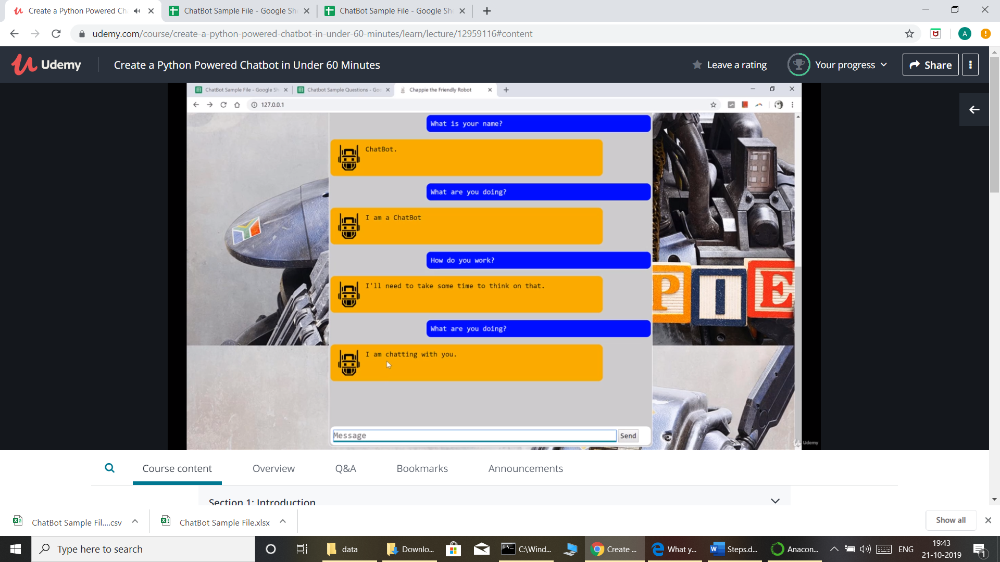 Create a Python Powered Ch
ChatBot Sample File - Google Sh
ChatBot Sample File - Google Sh
udemy.com/course/create-a-python-powered-chatbot-in-under-60-minutes/learn/lecture/12959116#content
A
Udemy
Create a Python Powered Chatbot in Under 60 Minutes
Leave a rating
Your progress
Share
ChatBot Sample File - Google Sh
Chatbot Sample Questions - Goo
Chappie the Friendly Robot
127.0.0.1
What is your name?
ChatBot.
What are you doing?
I am a ChatBot
How do you work?
I'll need to take some time to think on that.
P I E
What are you doing?
I am chatting with you.
Message
Send
Udemy
Course content
Overview
Q&A
Bookmarks
Announcements
Section 1: Introduction
ChatBot Sample Fil....csv
ChatBot Sample File.xlsx
Show all
Type here to search
data
Downlo...
C:\Wind...
Create ...
What y...
Steps.d...
Anacon...
ENG
19:43
21-10-2019
1